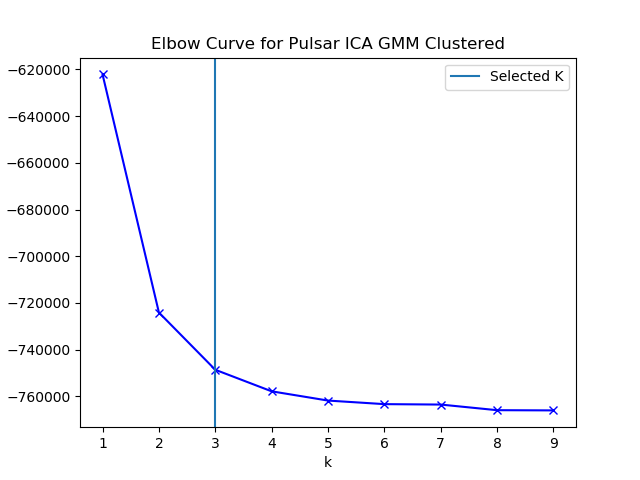 Elbow Curve for Pulsar ICA GMM Clustered
Selected K
−620000
−640000
−660000
−680000
−700000
−720000
−740000
−760000
1 2 3 4 5 6 7 8 9
k